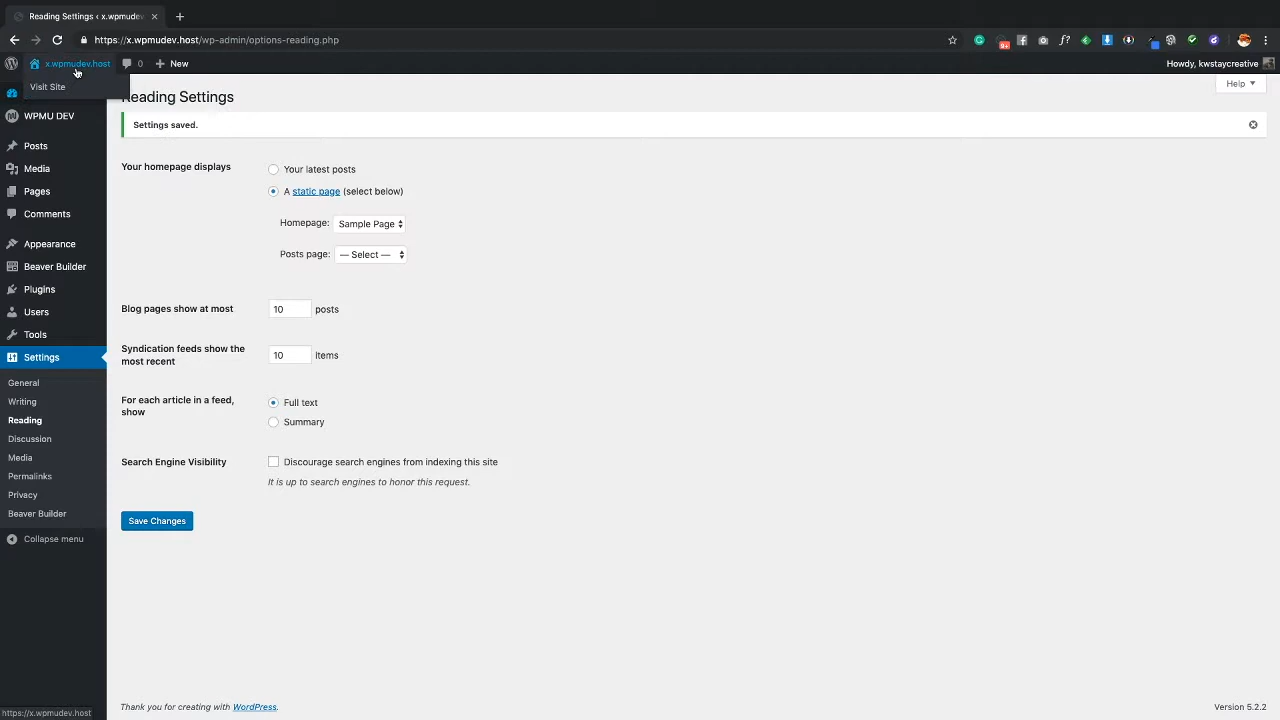 Reading Settings ‹ x.wpmudev
https://x.wpmudev.host/wp-admin/options-reading.php
x.wpmudev.host
0
New
Howdy, kwstaycreative
Visit Site
Help
Reading Settings
WPMU DEV
Settings saved.
Posts
Media
Pages
Comments
Appearance
Beaver Builder
Plugins
Users
Tools
Settings
General
Writing
Reading
Discussion
Media
Permalinks
Privacy
Beaver Builder
Collapse menu
Your homepage displays
Your latest posts
A static page (select below)
Homepage: Sample Page
Posts page: — Select —
Blog pages show at most
10 posts
Syndication feeds show the
most recent
10 items
For each article in a feed,
show
Full text
Summary
Search Engine Visibility
Discourage search engines from indexing this site
It is up to search engines to honor this request.
Save Changes
https://x.wpmudev.host
Thank you for creating with WordPress.
Version 5.2.2